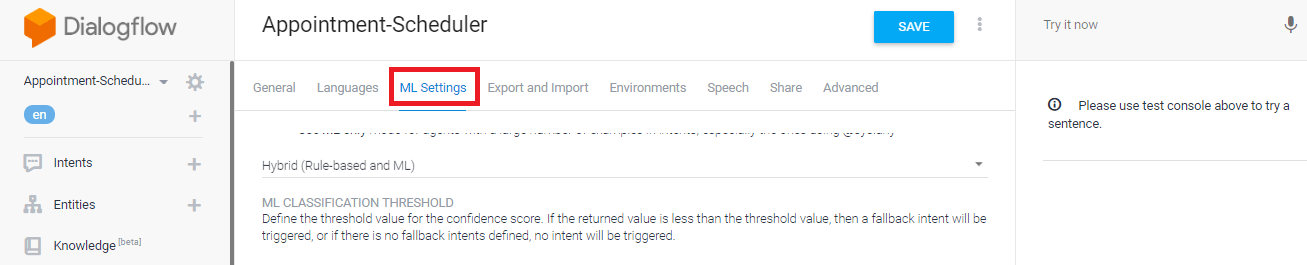 Dialogflow
Appointment-Scheduler
SAVE
Try it now
Appointment-Schedu...
en
General
Languages
ML Settings
Export and Import
Environments
Speech
Share
Advanced
Please use test console above to try a
sentence.
Intents
Entities
Knowledge [beta]
Hybrid (Rule-based and ML)
ML CLASSIFICATION THRESHOLD
Define the threshold value for the confidence score. If the returned value is less than the threshold value, then a fallback intent will be
triggered, or if there is no fallback intents defined, no intent will be triggered.